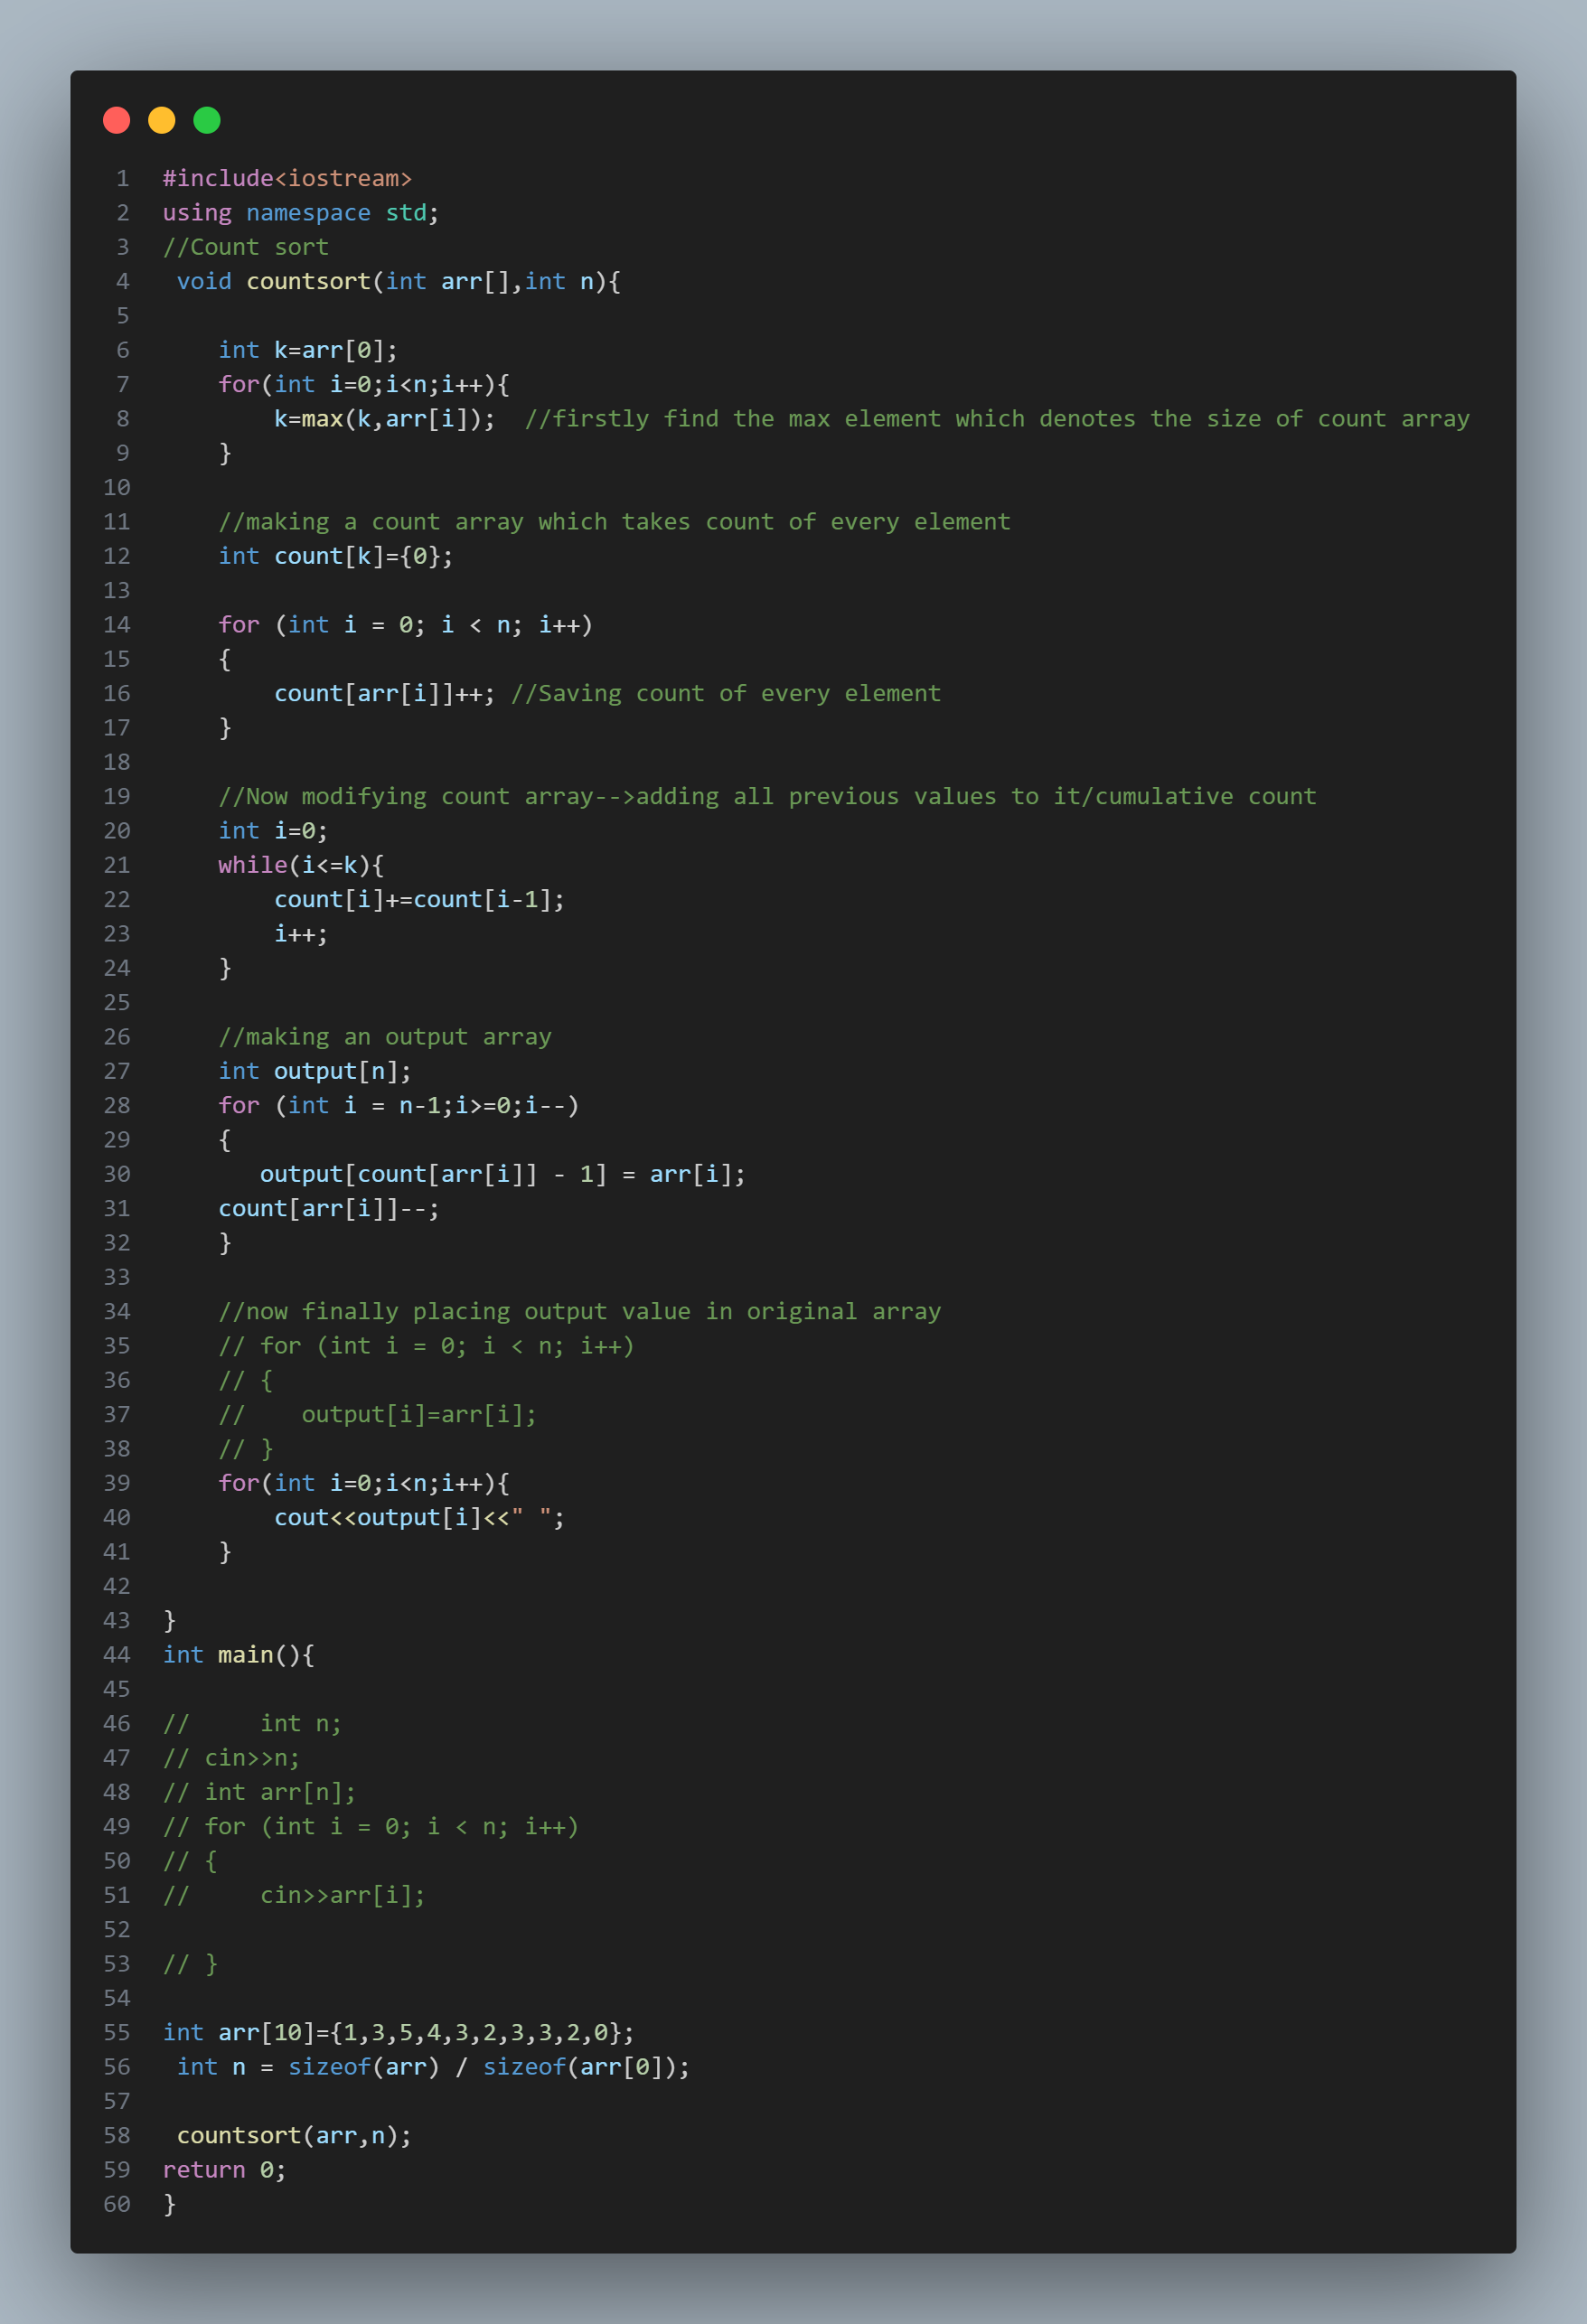 1 #include<iostream>
2 using namespace std;
3 //Count sort
4  void countsort(int arr[],int n){
5
6     int k=arr[0];
7     for(int i=0;i<n;i++){
8         k=max(k,arr[i]);  //firstly find the max element which denotes the size of count array
9     }
10
11     //making a count array which takes count of every element
12     int count[k]={0};
13
14     for (int i = 0; i < n; i++)
15     {
16         count[arr[i]]++; //Saving count of every element
17     }
18
19     //Now modifying count array-->adding all previous values to it/cumulative count
20     int i=0;
21     while(i<=k){
22         count[i]+=count[i-1];
23         i++;
24     }
25
26     //making an output array
27     int output[n];
28     for (int i = n-1;i>=0;i--)
29     {
30        output[count[arr[i]] - 1] = arr[i];
31     count[arr[i]]--;
32     }
33
34     //now finally placing output value in original array
35     // for (int i = 0; i < n; i++)
36     // {
37     //    output[i]=arr[i];
38     // }
39     for(int i=0;i<n;i++){
40         cout<<output[i]<<" ";
41     }
42
43 }
44 int main(){
45
46 //     int n;
47 // cin>>n;
48 // int arr[n];
49 // for (int i = 0; i < n; i++)
50 // {
51 //     cin>>arr[i];
52
53 // }
54
55 int arr[10]={1,3,5,4,3,2,3,3,2,0};
56  int n = sizeof(arr) / sizeof(arr[0]);
57
58  countsort(arr,n);
59 return 0;
60 }